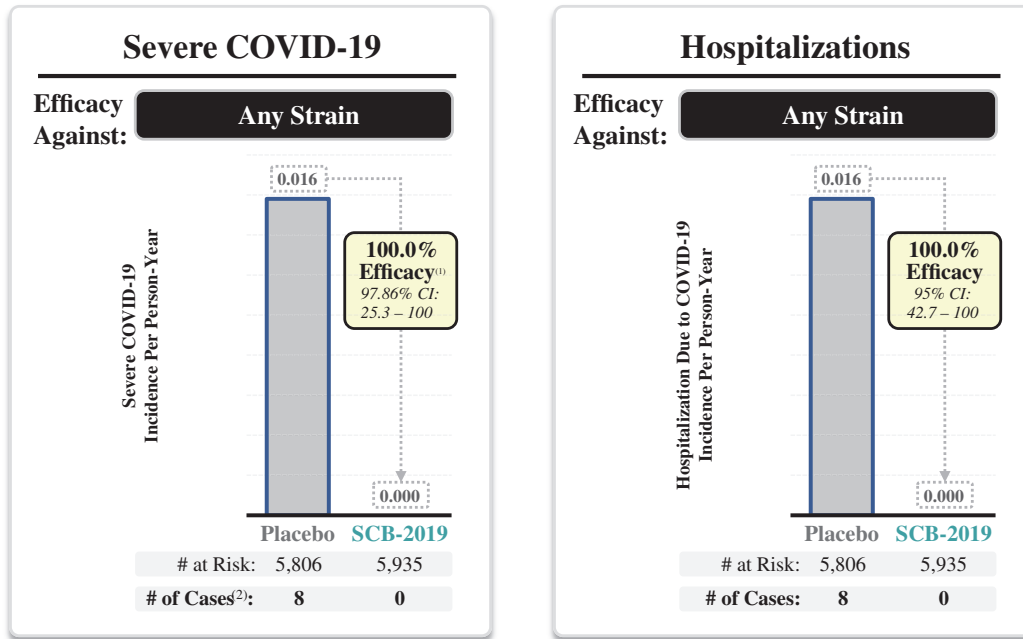 Severe COVID-19
Efficacy
Against:
Any Strain
0.016
100.0%
Efficacy(1)
97.86% CI:
25.3 – 100
Severe COVID-19
Incidence Per Person-Year
0.000
Placebo SCB-2019
# at Risk: 5,806 5,935
# of Cases(2): 8 0
Hospitalizations
Efficacy
Against:
Any Strain
0.016
100.0%
Efficacy
95% CI:
42.7 – 100
Hospitalization Due to COVID-19
Incidence Per Person-Year
0.000
Placebo SCB-2019
# at Risk: 5,806 5,935
# of Cases: 8 0